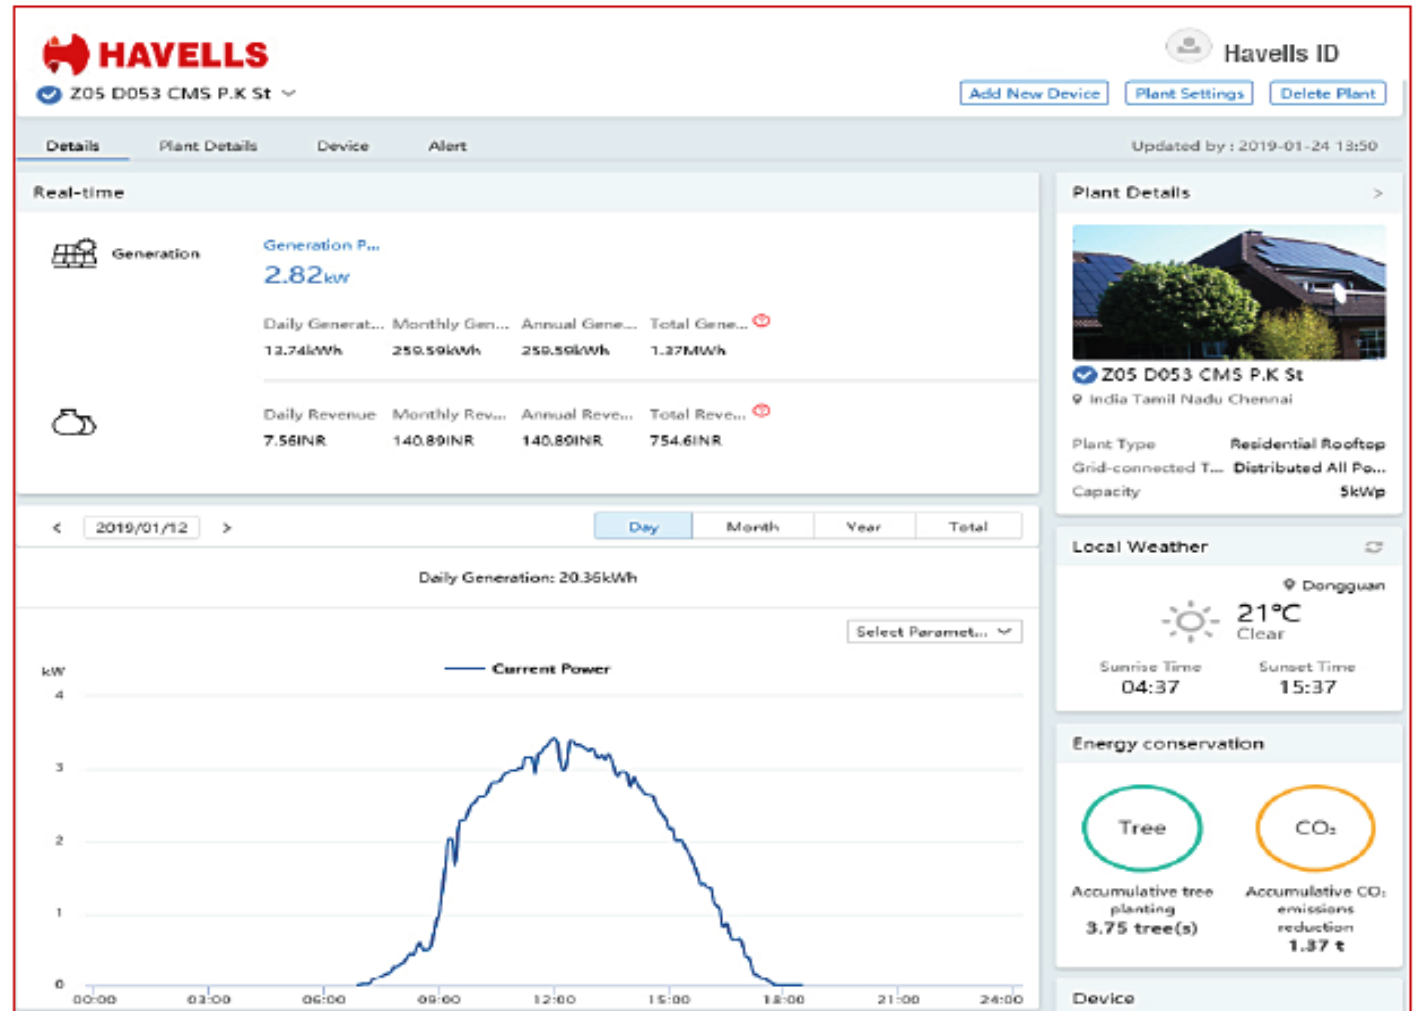 HAVELLS
Havells ID
Z05 D053 CMS P.K St
Add New Device
Plant Settings
Delete Plant
Details
Plant Details
Device
Alert
Updated by : 2019-01-24 13:50
Real-time
Generation
Generation P...
2.82kW
Daily Generat... Monthly Gen... Annual Gene... Total Gene...
13.74kWh 259.59kWh 259.59kWh 1.37MWh
Daily Revenue Monthly Rev... Annual Reve... Total Reve...
7.56INR 140.89INR 140.89INR 754.6INR
< 2019/01/12 >
Day Month Year Total
Daily Generation: 20.36kWh
Select Paramet...
kW
Current Power
4
3
2
1
0
00:00 03:00 06:00 09:00 12:00 15:00 18:00 21:00 24:00
Plant Details >
Z05 D053 CMS P.K St
India Tamil Nadu Chennai
Plant Type Residential Rooftop
Grid-connected T... Distributed All Po...
Capacity 5kWp
Local Weather
Dongguan
21°C
Clear
Sunrise Time Sunset Time
04:37 15:37
Energy conservation
Tree
CO₂
Accumulative tree
planting
3.75 tree(s)
Accumulative CO₂
emissions
reduction
1.37 t
Device